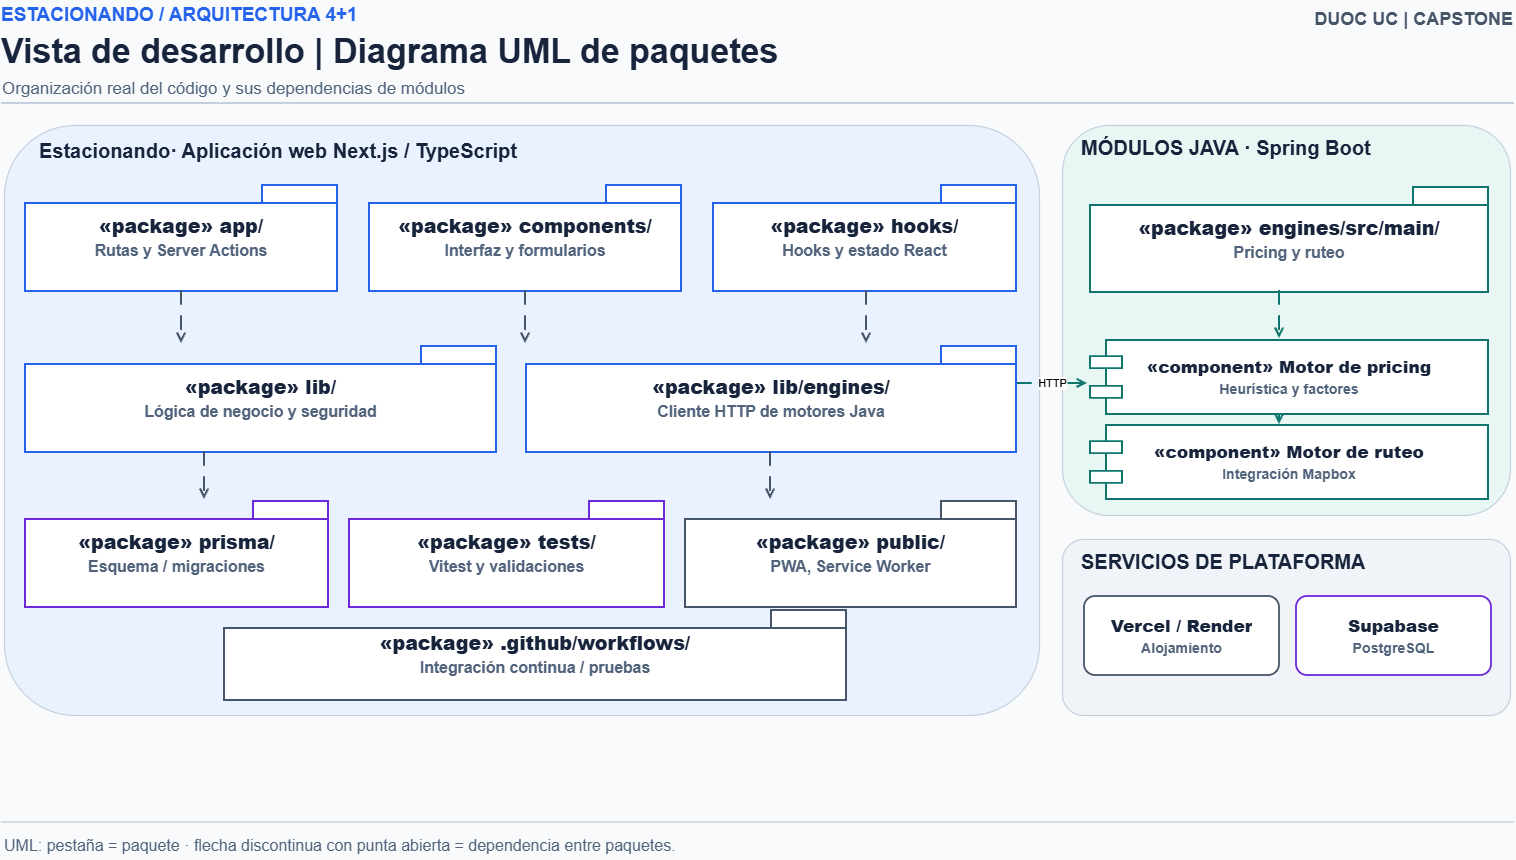 ESTACIONANDO / ARQUITECTURA 4+1
DUOC UC | CAPSTONE
Vista de desarrollo | Diagrama UML de paquetes
Organización real del código y sus dependencias de módulos
Estacionando· Aplicación web Next.js / TypeScript
«package» app/
Rutas y Server Actions
«package» components/
Interfaz y formularios
«package» hooks/
Hooks y estado React
«package» lib/
Lógica de negocio y seguridad
«package» lib/engines/
Cliente HTTP de motores Java
HTTP
«package» prisma/
Esquema / migraciones
«package» tests/
Vitest y validaciones
«package» public/
PWA, Service Worker
«package» .github/workflows/
Integración continua / pruebas
MÓDULOS JAVA · Spring Boot
«package» engines/src/main/
Pricing y ruteo
«component» Motor de pricing
Heurística y factores
«component» Motor de ruteo
Integración Mapbox
SERVICIOS DE PLATAFORMA
Vercel / Render
Alojamiento
Supabase
PostgreSQL
UML: pestaña = paquete · flecha discontinua con punta abierta = dependencia entre paquetes.